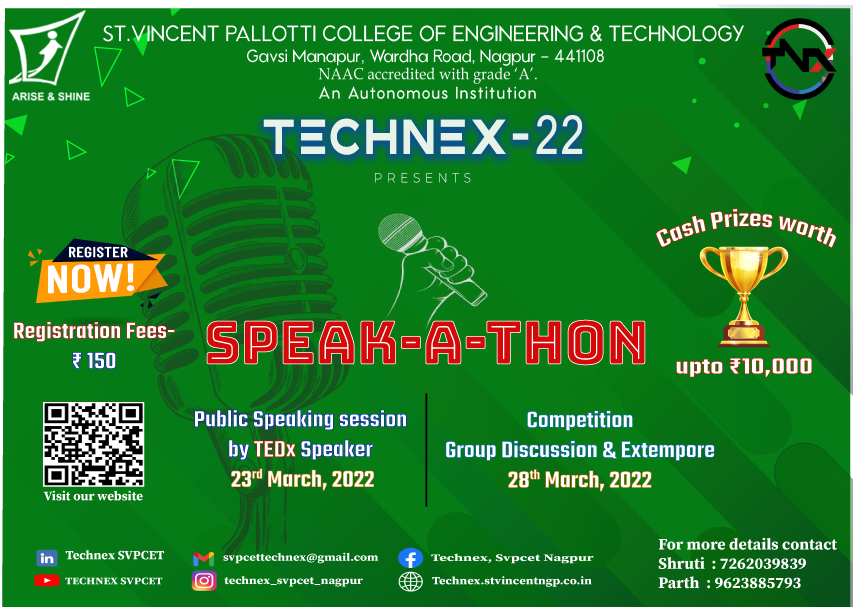 ST.VINCENT PALLOTTI COLLEGE OF ENGINEERING & TECHNOLOGY
Gavsi Manapur, Wardha Road, Nagpur – 441108
NAAC accredited with grade ‘A’.
An Autonomous Institution
ARISE & SHINE
TNX
TECHNEX-22
PRESENTS
REGISTER
NOW!
Registration Fees-
₹ 150
Cash Prizes worth
upto ₹10,000
SPEAK-A-THON
Visit our website
Public Speaking session
by TEDx Speaker
23rd March, 2022
Competition
Group Discussion & Extempore
28th March, 2022
Technex SVPCET
TECHNEX SVPCET
svpcettechnex@gmail.com
technex_svpcet_nagpur
Technex, Svpcet Nagpur
Technex.stvincentngp.co.in
For more details contact
Shruti : 7262039839
Parth : 9623885793